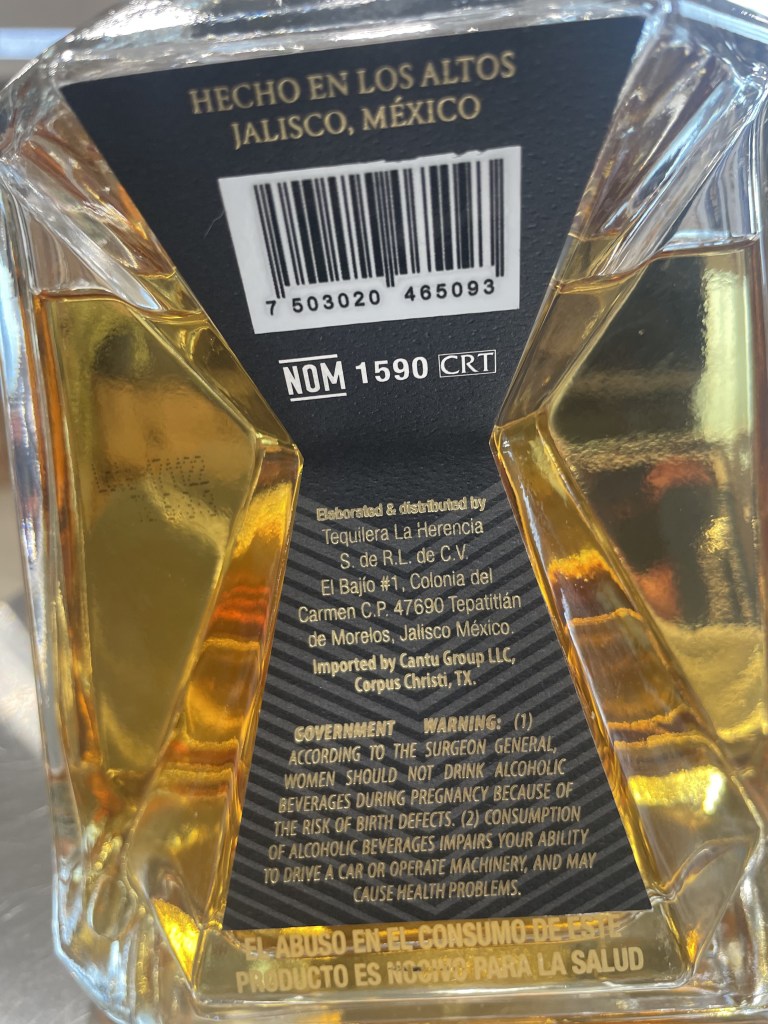 HECHO EN LOS ALTOS
JALISCO, MÉXICO
7 503020 465093
NOM 1590 CRT
Elaborated & distributed by
Tequilera La Herencia
S. de R.L. de C.V.
El Bajío #1, Colonia del
Carmen C.P. 47690 Tepatitlán
de Morelos, Jalisco México.
Imported by Cantu Group LLC,
Corpus Christi, TX.
GOVERNMENT WARNING: (1)
ACCORDING TO THE SURGEON GENERAL,
WOMEN SHOULD NOT DRINK ALCOHOLIC
BEVERAGES DURING PREGNANCY BECAUSE OF
THE RISK OF BIRTH DEFECTS. (2) CONSUMPTION
OF ALCOHOLIC BEVERAGES IMPAIRS YOUR ABILITY
TO DRIVE A CAR OR OPERATE MACHINERY, AND MAY
CAUSE HEALTH PROBLEMS.
EL ABUSO EN EL CONSUMO DE ESTE
PRODUCTO ES NOCIVO PARA LA SALUD